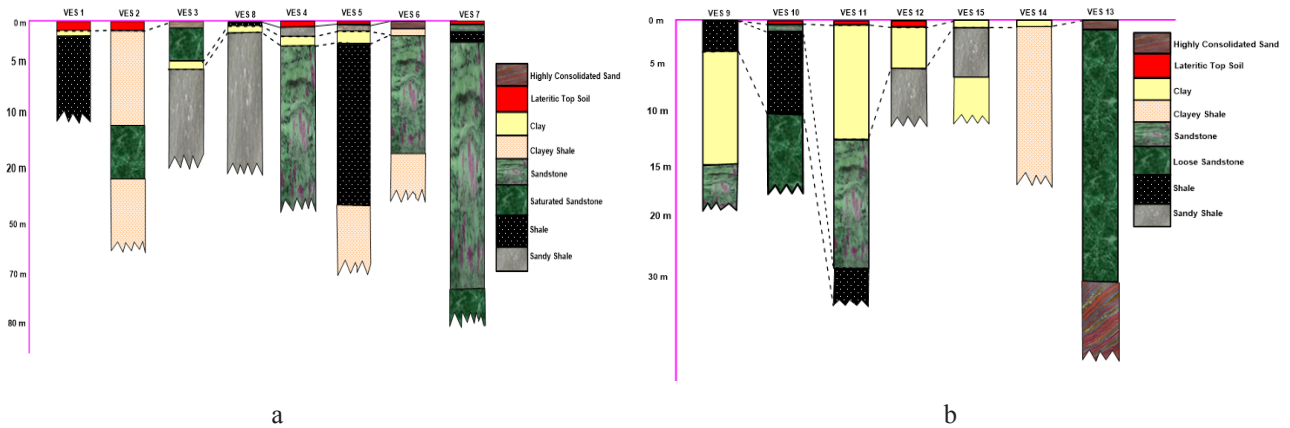 VES 1 VES 2 VES 3 VES 8 VES 4 VES 5 VES 6 VES 7
0 m
5 m
10 m
20 m
50 m
70 m
80 m
Highly Consolidated Sand
Lateritic Top Soil
Clay
Clayey Shale
Sandstone
Saturated Sandstone
Shale
Sandy Shale
a
VES 9 VES 10 VES 11 VES 12 VES 15 VES 14 VES 13
0 m
5 m
10 m
15 m
20 m
30 m
Highly Consolidated Sand
Lateritic Top Soil
Clay
Clayey Shale
Sandstone
Loose Sandstone
Shale
Sandy Shale
b